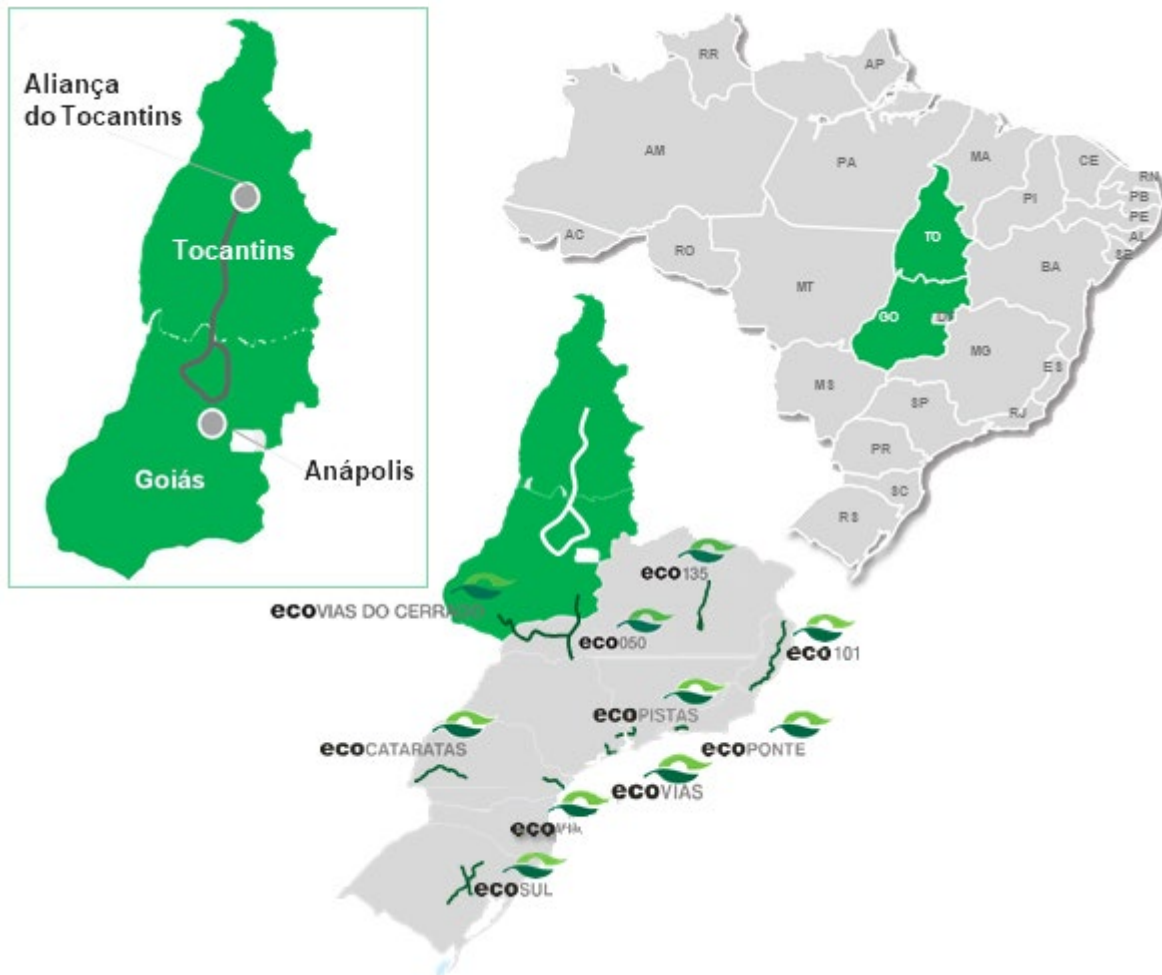 Aliança
do Tocantins
Tocantins
Goiás
Anápolis
RR
AP
AM
PA
MA
CE
RN
PB
PE
AL
SE
PI
TO
AC
RO
MT
BA
GO
DF
MG
ES
MS
SP
RJ
PR
SC
RS
eco135
ecoVIAS DO CERRADO
eco050
eco101
ecoPISTAS
ecoCATARATAS
ecoPONTE
ecoVIAS
eco
ecoSUL